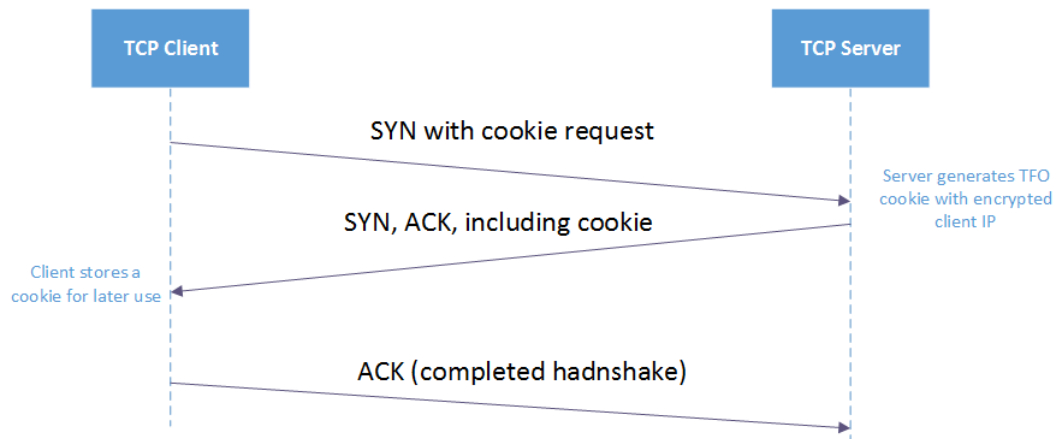 TCP Client
TCP Server
SYN with cookie request
Server generates TFO
cookie with encrypted
client IP
SYN, ACK, including cookie
Client stores a
cookie for later use
ACK (completed hadnshake)